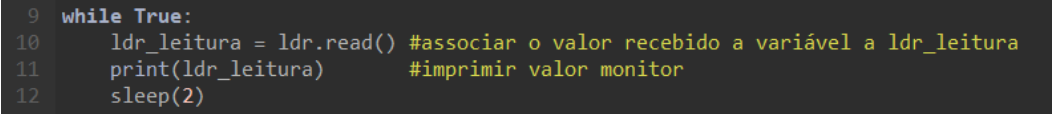 9 while True:
10     ldr_leitura = ldr.read() #associar o valor recebido a variável a ldr_leitura
11     print(ldr_leitura)       #imprimir valor monitor
12     sleep(2)